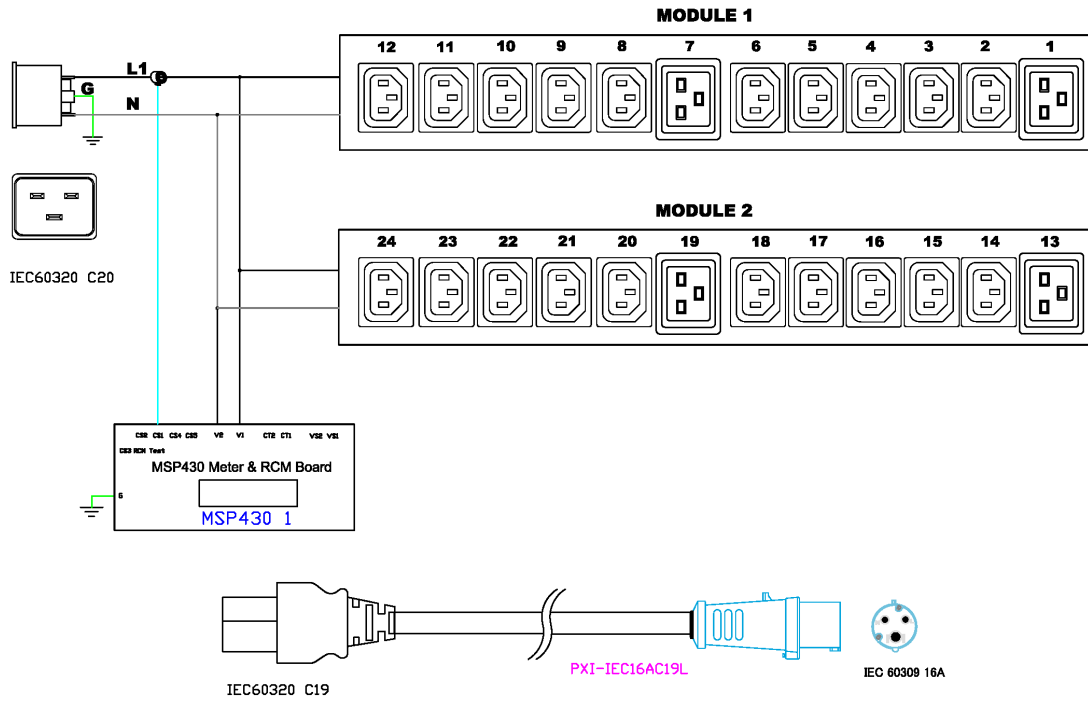 MODULE 1
12 11 10 9 8 7 6 5 4 3 2 1
L1
G
N
MODULE 2
24 23 22 21 20 19 18 17 16 15 14 13
IEC60320 C20
CS2 CS1 CS4 CS5 V2 V1 CT2 CT1 VS2 VS1
CS3 RCM Test
MSP430 Meter & RCM Board
G
MSP430 1
PXI-IEC16AC19L
IEC 60309 16A
IEC60320 C19